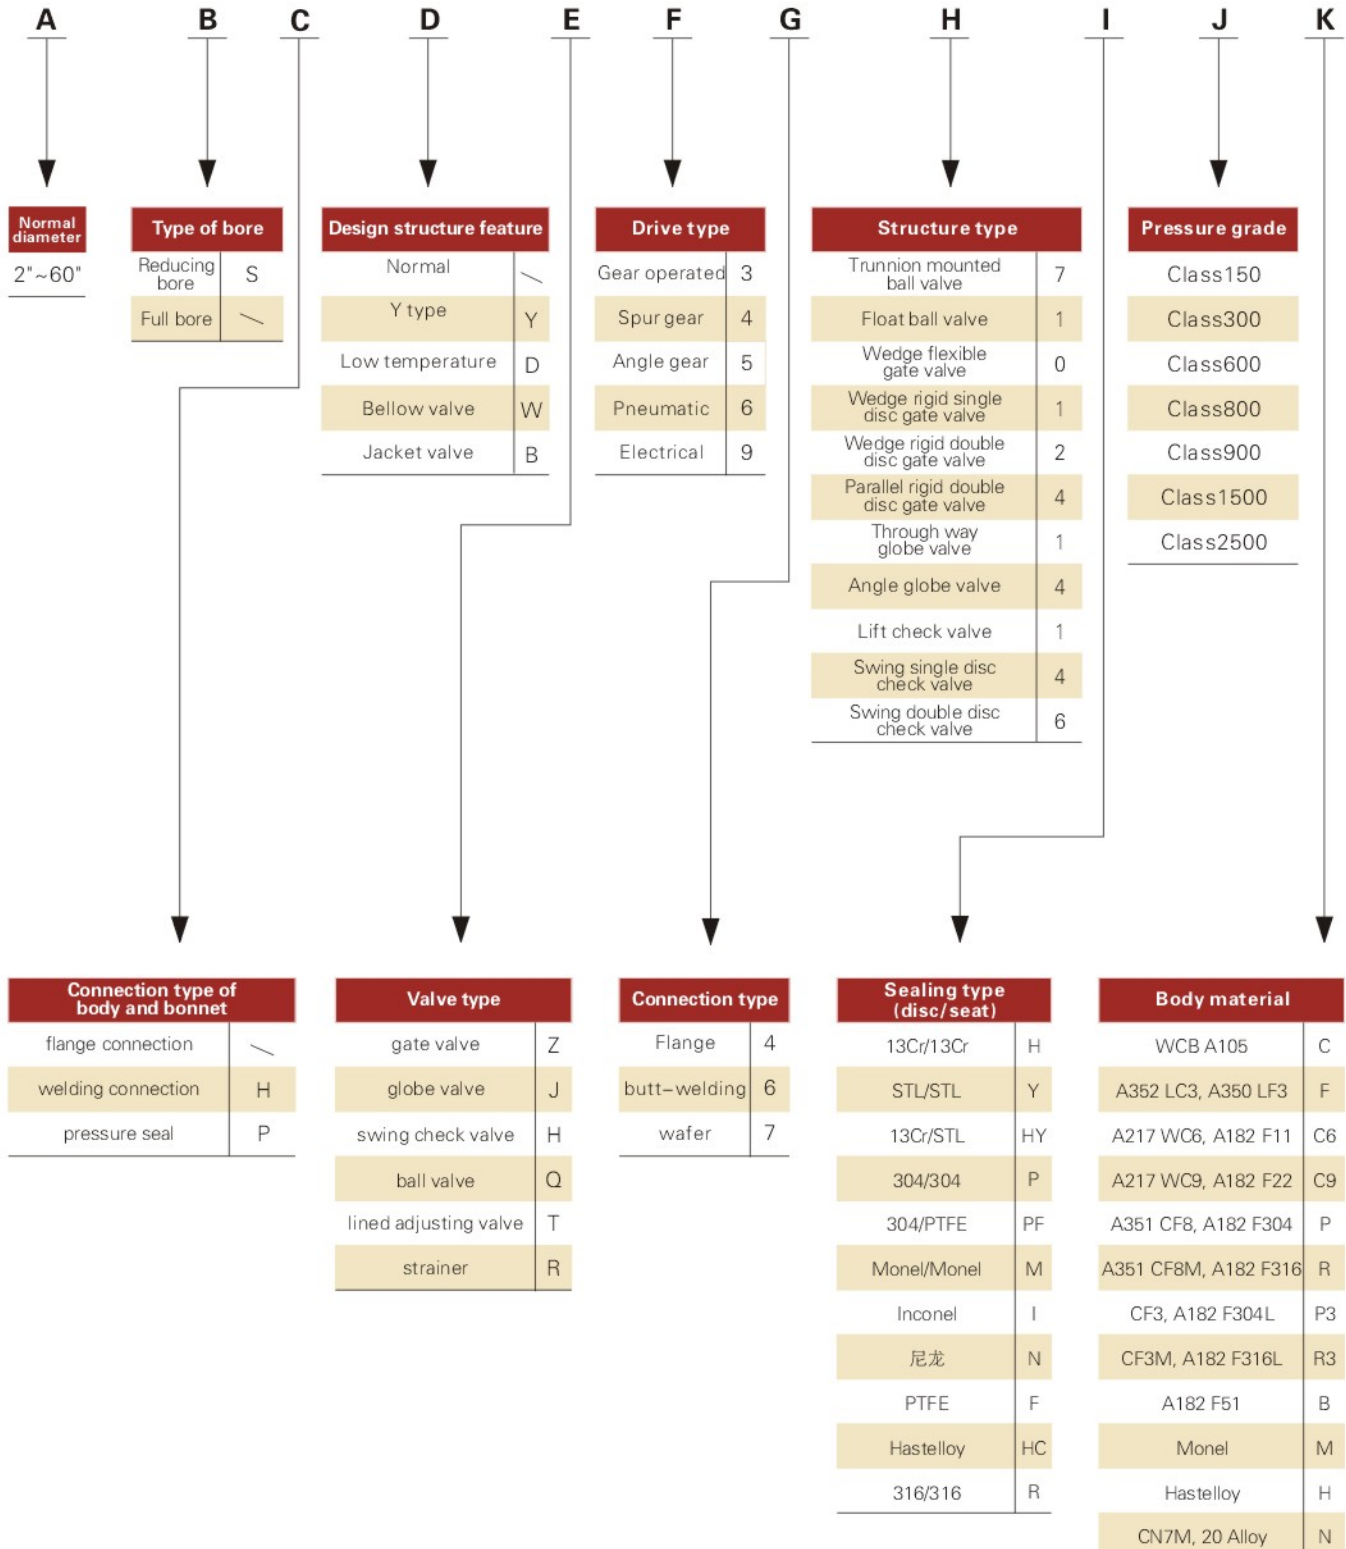 A B C D E F G H I J K
Normal
diameter
2"~60"
Type of bore
Reducing
bore S
Full bore \
Design structure feature
Normal \
Y type Y
Low temperature D
Bellow valve W
Jacket valve B
Drive type
Gear operated 3
Spur gear 4
Angle gear 5
Pneumatic 6
Electrical 9
Structure type
Trunnion mounted
ball valve 7
Float ball valve 1
Wedge flexible
gate valve 0
Wedge rigid single
disc gate valve 1
Wedge rigid double
disc gate valve 2
Parallel rigid double
disc gate valve 4
Through way
globe valve 1
Angle globe valve 4
Lift check valve 1
Swing single disc
check valve 4
Swing double disc
check valve 6
Pressure grade
Class150
Class300
Class600
Class800
Class900
Class1500
Class2500
Connection type of
body and bonnet
flange connection \
welding connection H
pressure seal P
Valve type
gate valve Z
globe valve J
swing check valve H
ball valve Q
lined adjusting valve T
strainer R
Connection type
Flange 4
butt-welding 6
wafer 7
Sealing type
(disc/seat)
13Cr/13Cr H
STL/STL Y
13Cr/STL HY
304/304 P
304/PTFE PF
Monel/Monel M
Inconel I
尼龙 N
PTFE F
Hastelloy HC
316/316 R
Body material
WCB A105 C
A352 LC3, A350 LF3 F
A217 WC6, A182 F11 C6
A217 WC9, A182 F22 C9
A351 CF8, A182 F304 P
A351 CF8M, A182 F316 R
CF3, A182 F304L P3
CF3M, A182 F316L R3
A182 F51 B
Monel M
Hastelloy H
CN7M, 20 Alloy N